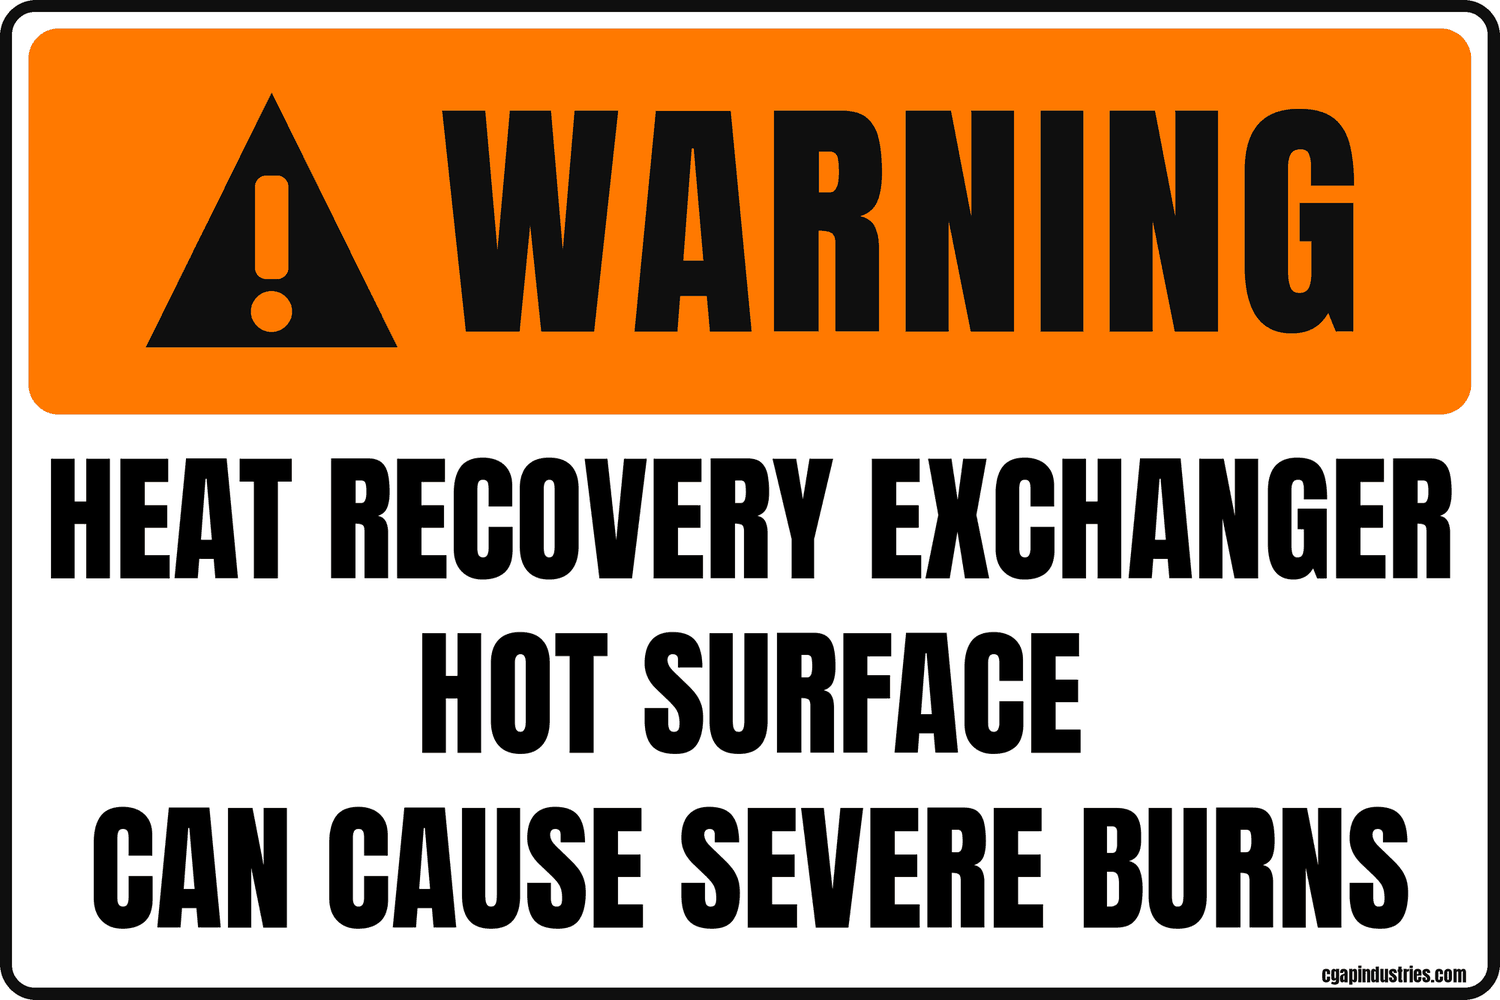 WARNING
HEAT RECOVERY EXCHANGER
HOT SURFACE
CAN CAUSE SEVERE BURNS
cgapindustries.com